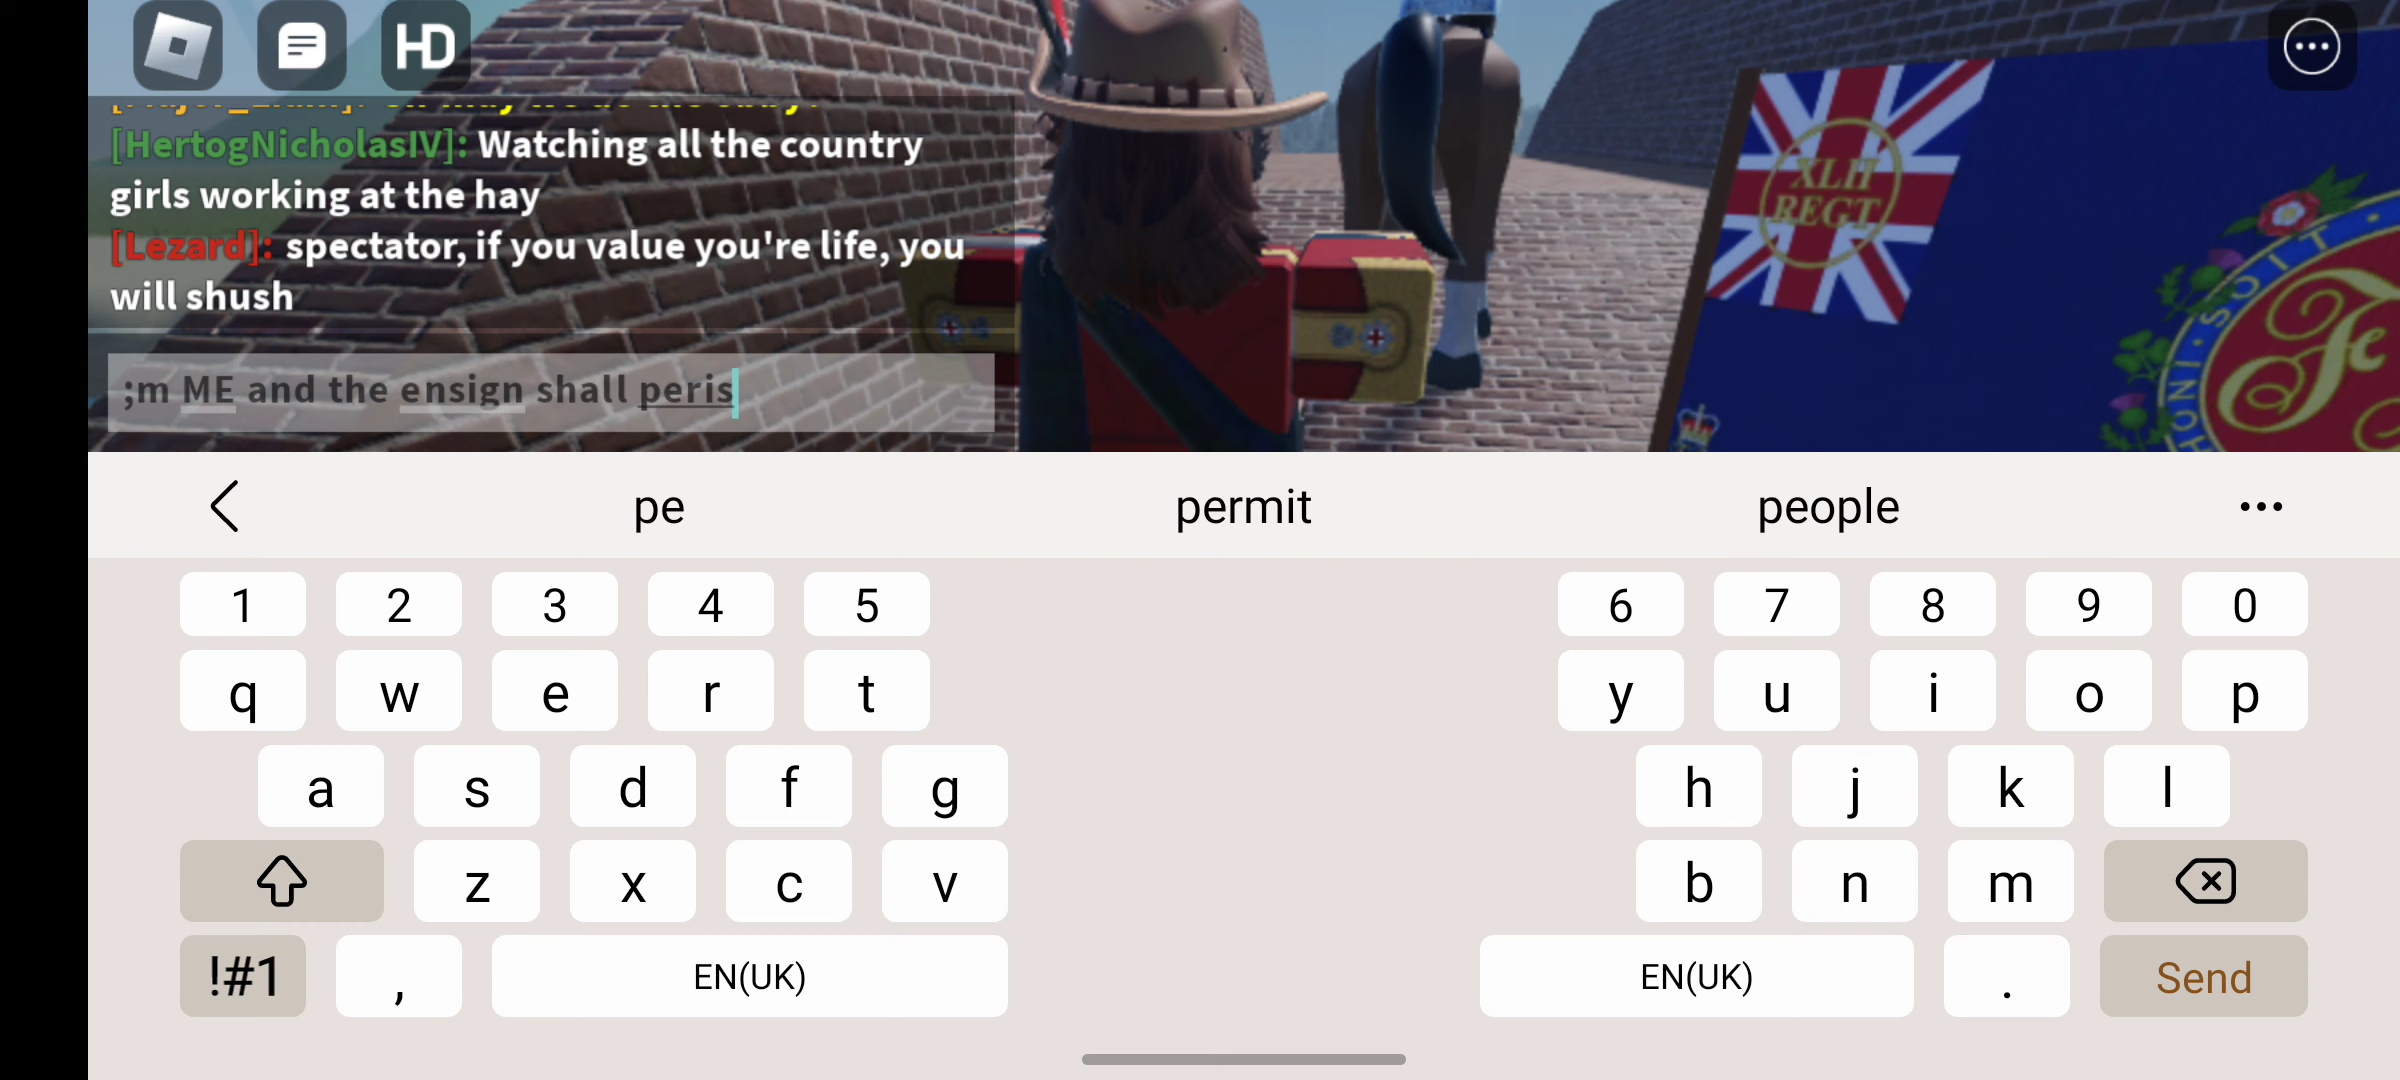 HD
[HertogNicholasIV]: Watching all the country
girls working at the hay
[Lezard]: spectator, if you value you're life, you
will shush
;m ME and the ensign shall peris
XLII
REGT
HONI · SOIT ·
pe permit people
1 2 3 4 5 6 7 8 9 0
q w e r t y u i o p
a s d f g h j k l
z x c v b n m
!#1 , EN(UK) EN(UK) . Send